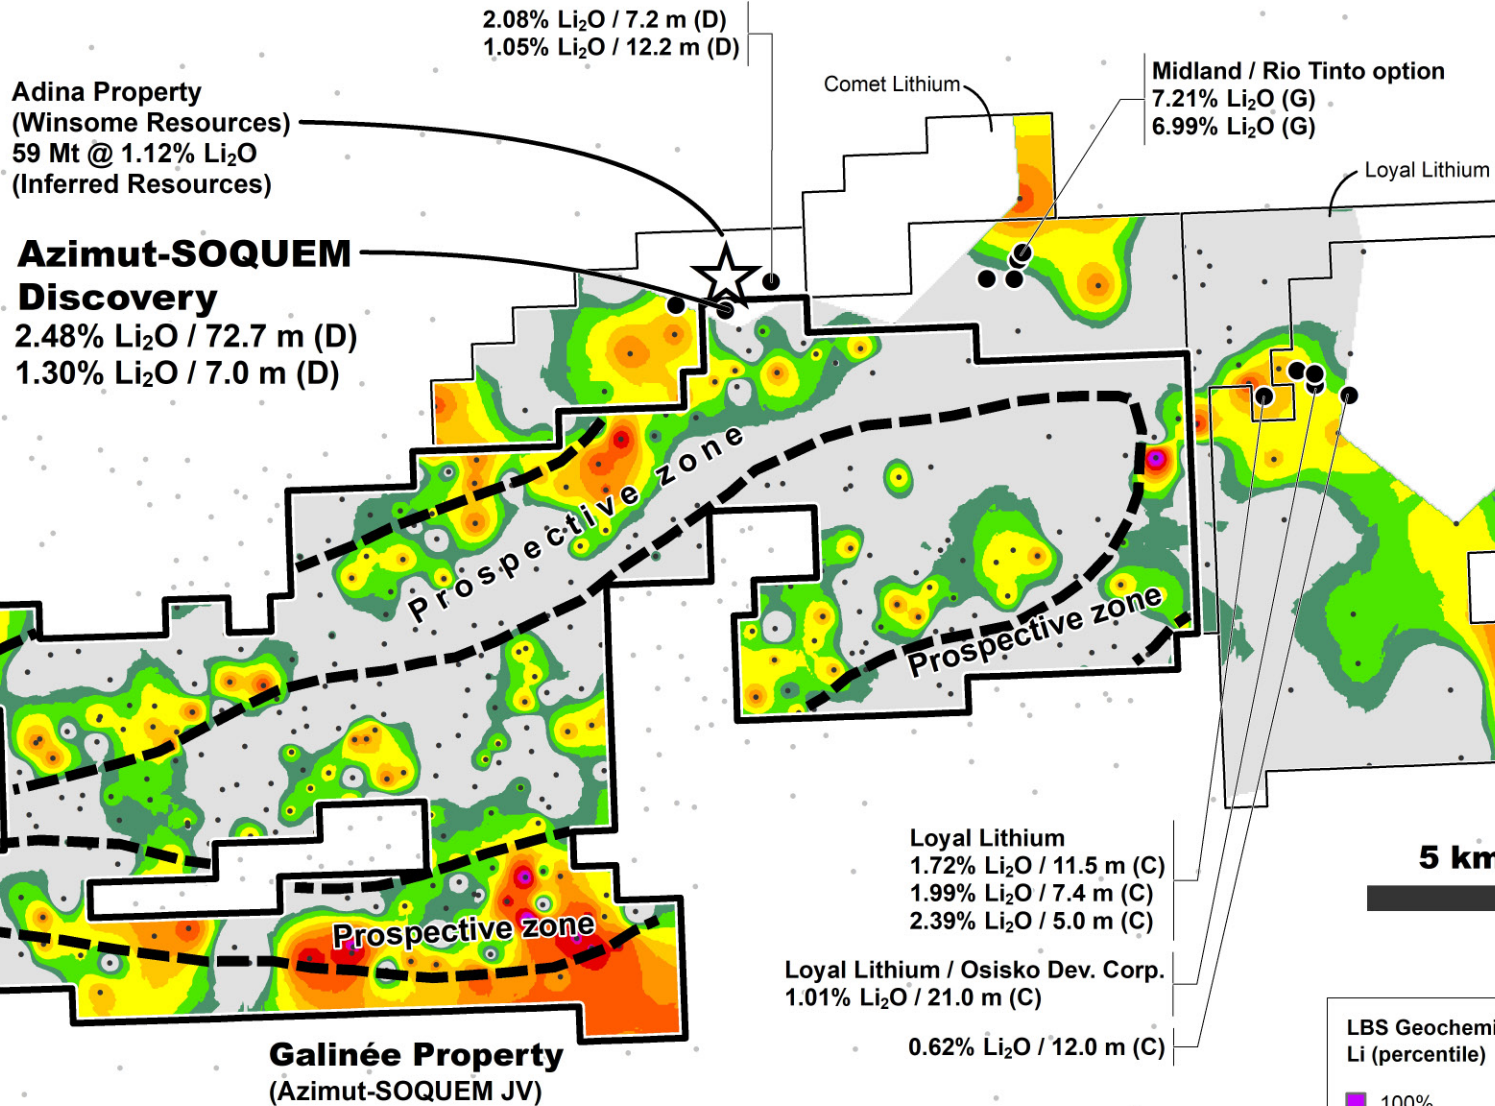 2.08% Li₂O / 7.2 m (D)
1.05% Li₂O / 12.2 m (D)
Adina Property
(Winsome Resources)
59 Mt @ 1.12% Li₂O
(Inferred Resources)
Comet Lithium
Midland / Rio Tinto option
7.21% Li₂O (G)
6.99% Li₂O (G)
Loyal Lithium
Azimut-SOQUEM
Discovery
2.48% Li₂O / 72.7 m (D)
1.30% Li₂O / 7.0 m (D)
Prospective zone
Prospective zone
Prospective zone
Loyal Lithium
1.72% Li₂O / 11.5 m (C)
1.99% Li₂O / 7.4 m (C)
2.39% Li₂O / 5.0 m (C)
5 km
Loyal Lithium / Osisko Dev. Corp.
1.01% Li₂O / 21.0 m (C)
0.62% Li₂O / 12.0 m (C)
Galinée Property
(Azimut-SOQUEM JV)
LBS Geochemi
Li (percentile)
100%